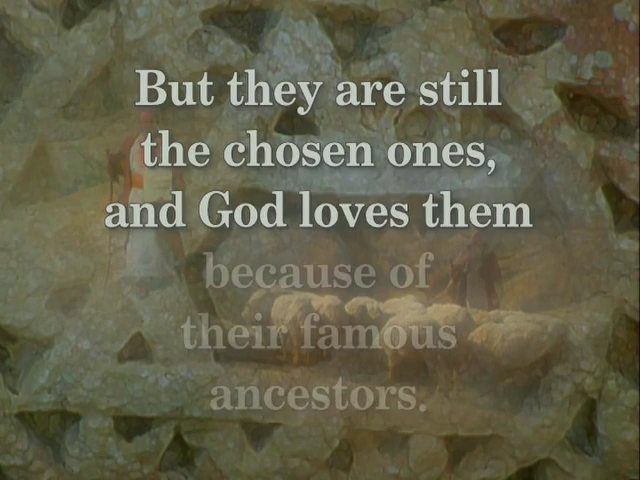 But they are still
the chosen ones,
and God loves them
because of
their famous
ancestors.